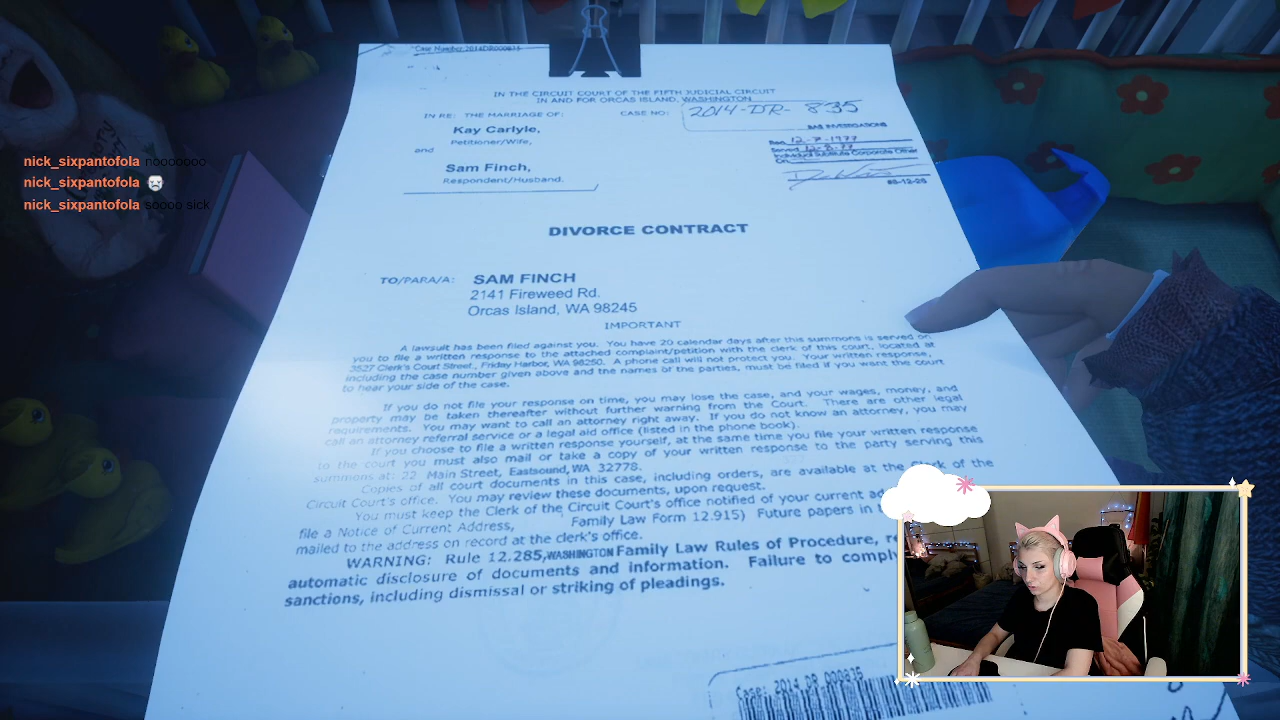 Case Number:2014DR000835
IN THE CIRCUIT COURT OF THE FIFTH JUDICIAL CIRCUIT
IN AND FOR ORCAS ISLAND, WASHINGTON
IN RE: THE MARRIAGE OF:
CASE NO:
2014-DR- 835
Kay Carlyle,
Petitioner/Wife,
and
Sam Finch,
Respondent/Husband.
12-7-1977
Served 12-8-77
nick_sixpantofola nooooooo
nick_sixpantofola
nick_sixpantofola soooo sick
DIVORCE CONTRACT
TO/PARA/A: SAM FINCH
2141 Fireweed Rd.
Orcas Island, WA 98245
IMPORTANT
A lawsuit has been filed against you. You have 20 calendar days after this summons is served on
you to file a written response to the attached complaint/petition with the clerk of this court, located at
3527 Clerk's Court Street., Friday Harbor, WA 98250. A phone call will not protect you. Your written response,
including the case number given above and the names of the parties, must be filed if you want the court
to hear your side of the case.
If you do not file your response on time, you may lose the case, and your wages, money, and
property may be taken thereafter without further warning from the Court. There are other legal
requirements. You may want to call an attorney right away. If you do not know an attorney, you may
call an attorney referral service or a legal aid office (listed in the phone book).
If you choose to file a written response yourself, at the same time you file your written response
to the court you must also mail or take a copy of your written response to the party serving this
summons at: 22 Main Street, Eastsound, WA 32778.
Copies of all court documents in this case, including orders, are available at the Clerk of the
Circuit Court's office. You may review these documents, upon request.
You must keep the Clerk of the Circuit Court's office notified of your current
file a Notice of Current Address, Family Law Form 12.915) Future papers in
mailed to the address on record at the clerk's office.
WARNING: Rule 12.285, WASHINGTON Family Law Rules of Procedure,
automatic disclosure of documents and information. Failure to comply
sanctions, including dismissal or striking of pleadings.
Case: 2014 DR 000835